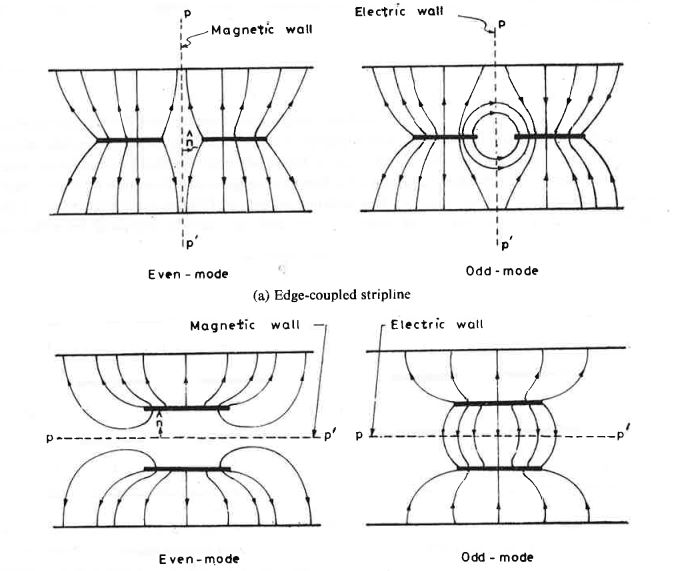 P
Magnetic wall
n̂
p'
Even-mode
Electric wall
P
p'
Odd-mode
(a) Edge-coupled stripline
Magnetic wall
n̂
P
p'
Even-mode
Electric wall
P
p'
Odd-mode